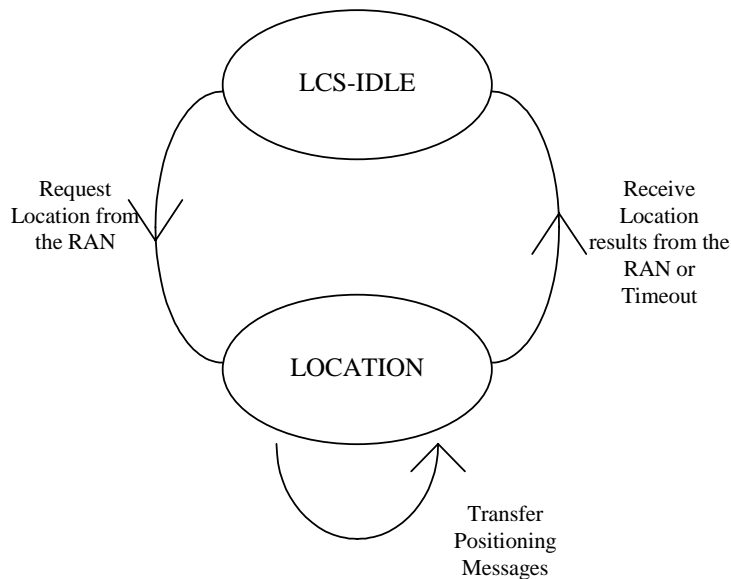 LCS-IDLE
Request
Location from
the RAN
Receive
Location
results from the
RAN or
Timeout
LOCATION
Transfer
Positioning
Messages